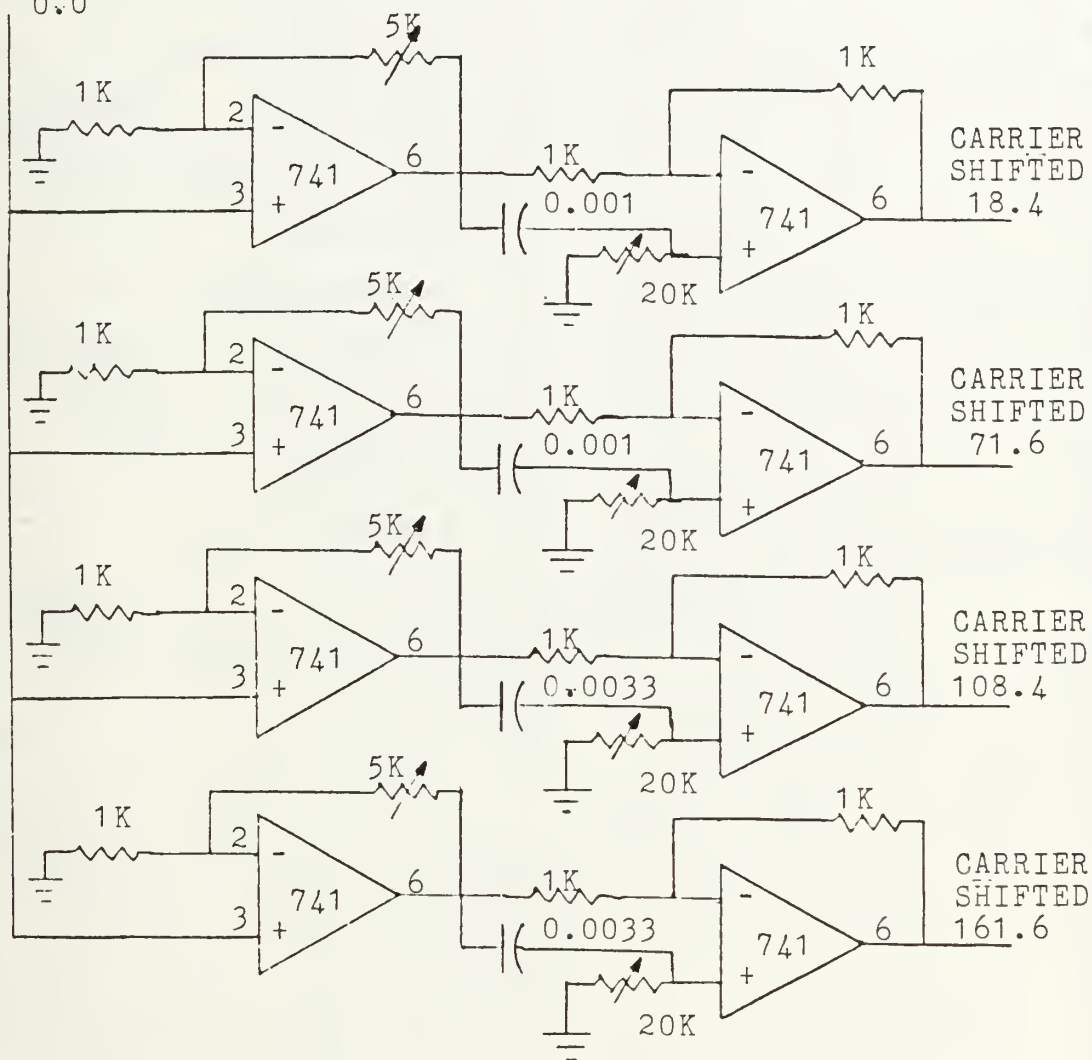 0.0
5K
1K
1K
2
-
741
6
1K
-
CARRIER
SHIFTED
18.4
3
+
0.001
741
6
+
20K
5K
1K
1K
2
-
741
6
1K
-
CARRIER
SHIFTED
71.6
3
+
0.001
741
6
+
20K
5K
1K
1K
2
-
741
6
1K
-
CARRIER
SHIFTED
108.4
3
+
0.0033
741
6
+
20K
5K
1K
1K
2
-
741
6
1K
-
CARRIER
SHIFTED
161.6
3
+
0.0033
741
6
+
20K